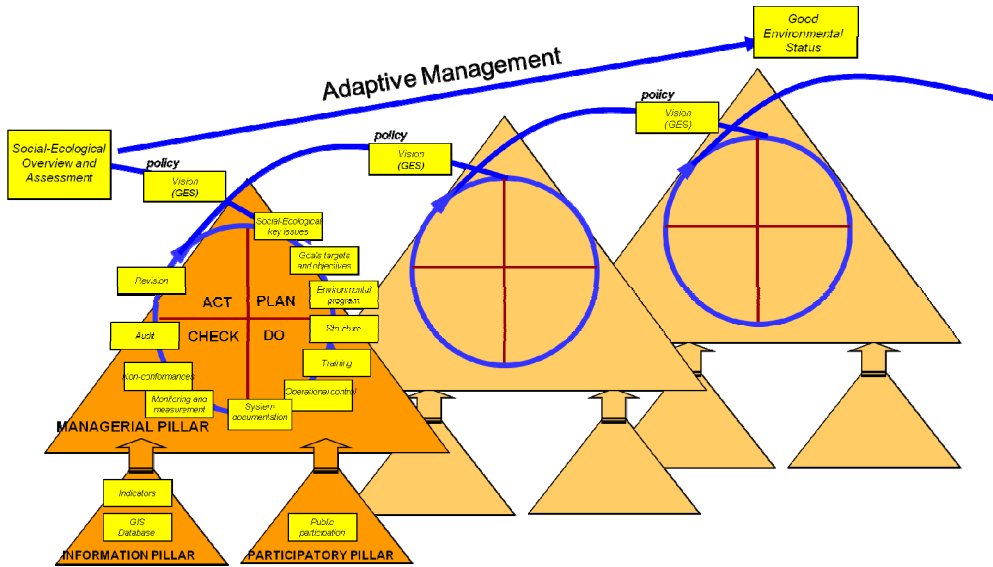 Good
Environmental
Status
Adaptive Management
policy
Vision
(GES)
policy
Vision
(GES)
Social-Ecological
Overview and
Assessment
policy
Vision
(GES)
Social-Ecological
key issues
Goals targets
and objectives
Revision
Environmental
program
ACT
PLAN
Audit
CHECK
DO
Structure
Training
Non-conformances
Operational control
Monitoring and
measurement
System
documentation
MANAGERIAL PILLAR
Indicators
GIS
Database
Public
participation
INFORMATION PILLAR
PARTICIPATORY PILLAR